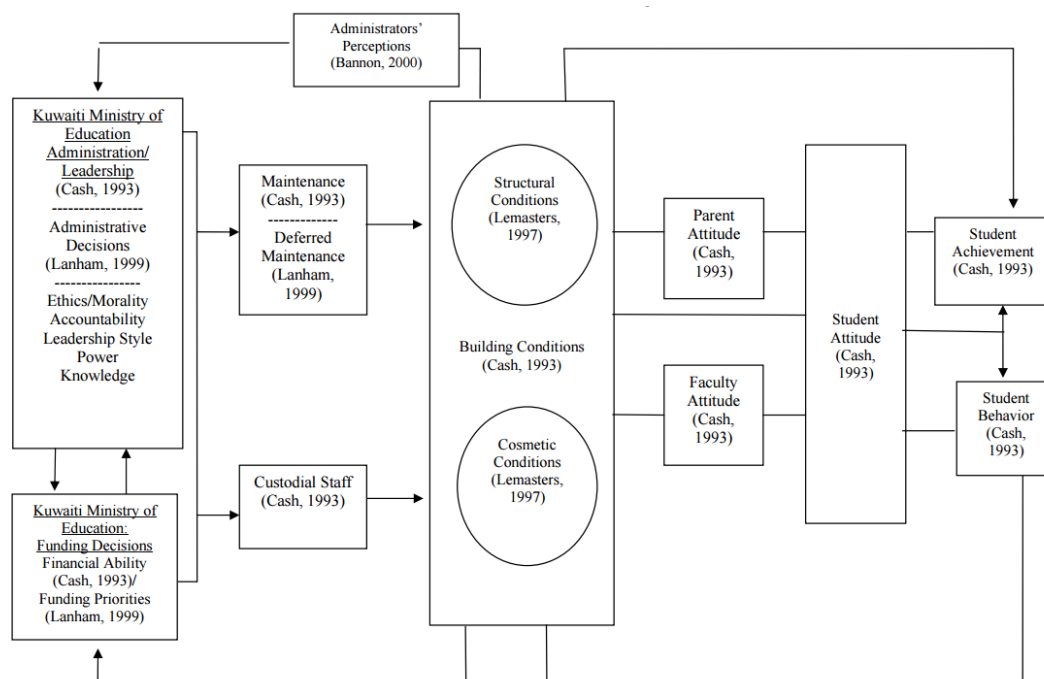 Administrators'
Perceptions
(Bannon, 2000)
Kuwaiti Ministry of
Education
Administration/
Leadership
(Cash, 1993)
-----------------
Administrative
Decisions
(Lanham, 1999)
----------------
Ethics/Morality
Accountability
Leadership Style
Power
Knowledge
Kuwaiti Ministry of
Education:
Funding Decisions
Financial Ability
(Cash, 1993)/
Funding Priorities
(Lanham, 1999)
Maintenance
(Cash, 1993)
-------------
Deferred
Maintenance
(Lanham,
1999)
Custodial Staff
(Cash, 1993)
Structural
Conditions
(Lemasters,
1997)
Building Conditions
(Cash, 1993)
Cosmetic
Conditions
(Lemasters,
1997)
Parent
Attitude
(Cash,
1993)
Faculty
Attitude
(Cash,
1993)
Student
Attitude
(Cash,
1993)
Student
Achievement
(Cash, 1993)
Student
Behavior
(Cash,
1993)